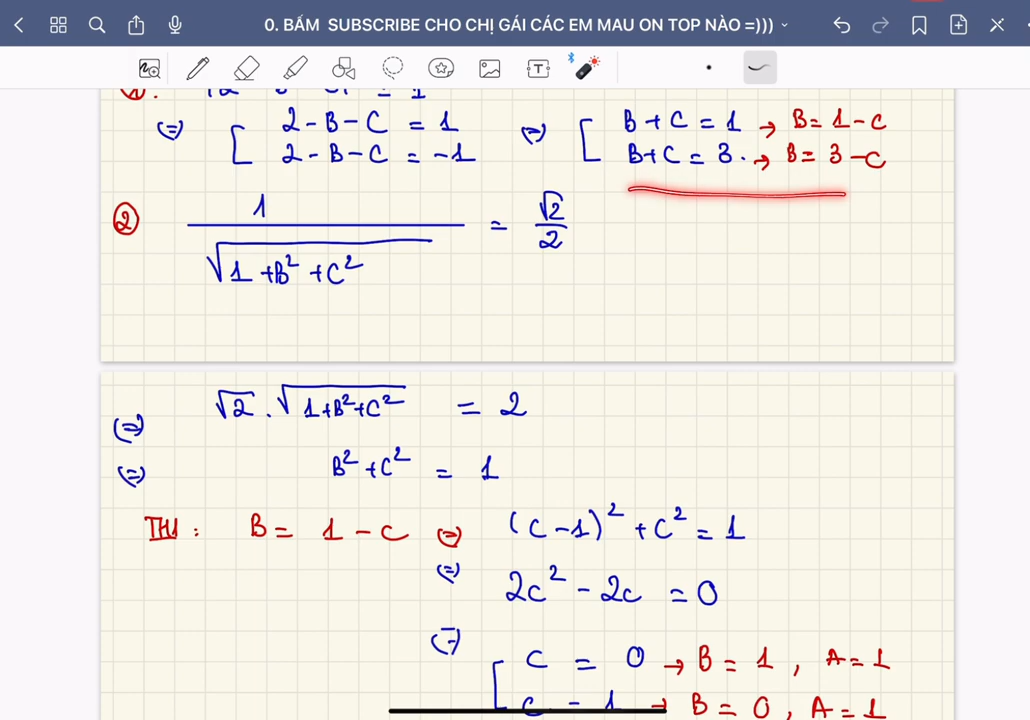 0. BẤM SUBSCRIBE CHO CHỊ GÁI CÁC EM MAU ON TOP NÀO =)))
(=) [ 2 - B - C = 1 (=) [ B + C = 1 → B = 1 - C
2 - B - C = -1 B + C = 3. → B = 3 - C
② 1 / √(1 + B² + C²) = √2 / 2
(=) √2 . √(1 + B² + C²) = 2
(=) B² + C² = 1
TH1 : B = 1 - C (=) (C - 1)² + C² = 1
(=) 2C² - 2C = 0
(=) [ C = 0 → B = 1 , A = 1
C = 1 → B = 0 , A = 1